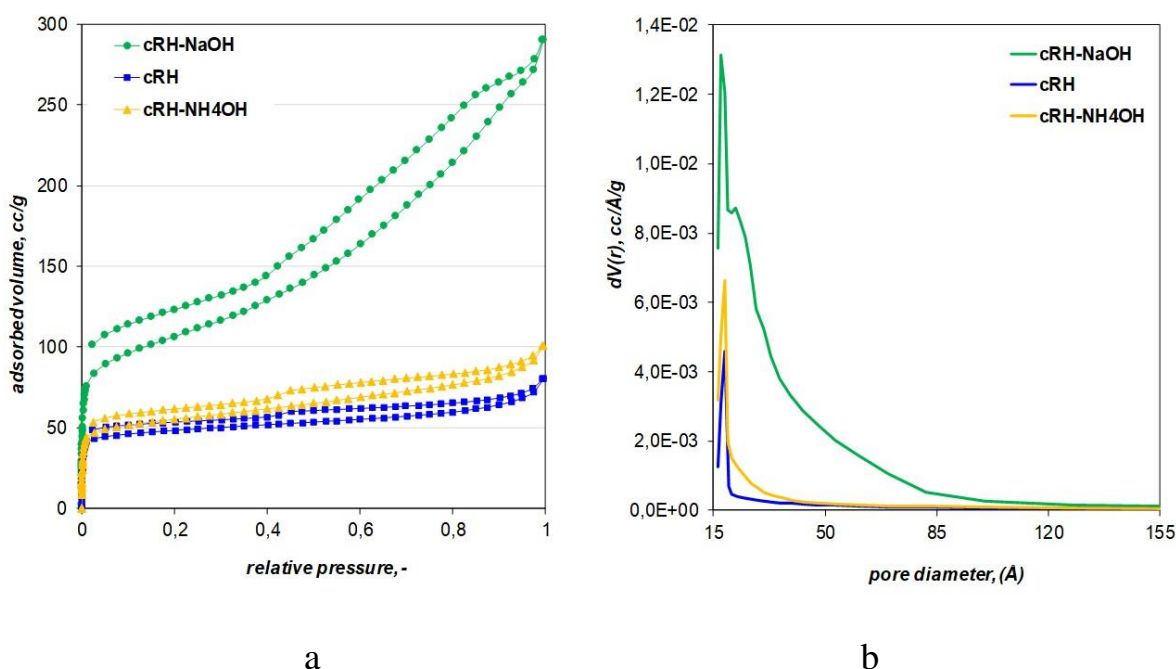 300
250
200
150
100
50
0
adsorbed volume, cc/g
cRH-NaOH
cRH
cRH-NH4OH
0
0,2
0,4
0,6
0,8
1
relative pressure, -
a
1,4E-02
1,2E-02
1,0E-02
8,0E-03
6,0E-03
4,0E-03
2,0E-03
0,0E+00
dV(r), cc/Å/g
cRH-NaOH
cRH
cRH-NH4OH
15
50
85
120
155
pore diameter, (Å)
b